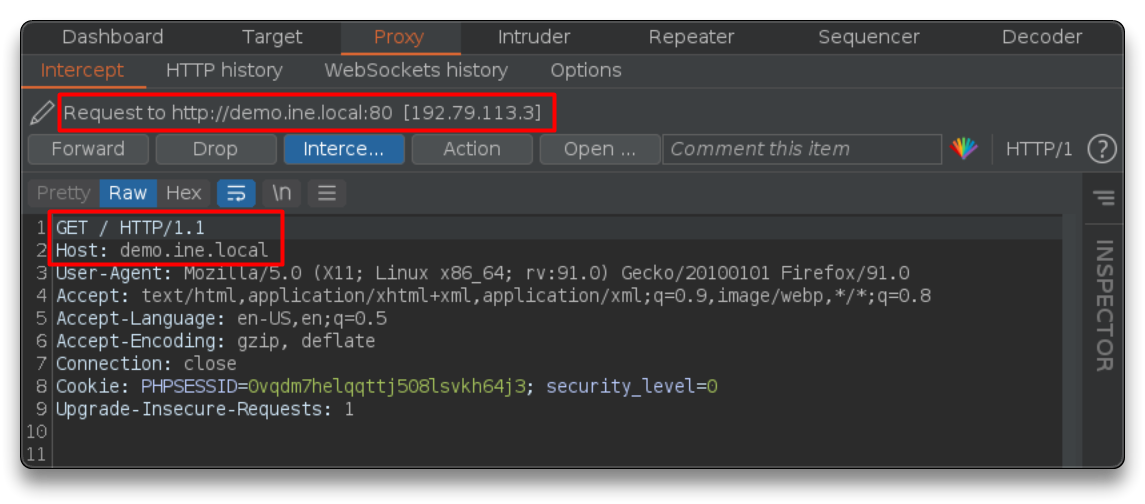 Dashboard Target Proxy Intruder Repeater Sequencer Decoder
Intercept HTTP history WebSockets history Options
Request to http://demo.ine.local:80 [192.79.113.3]
Forward Drop Interce... Action Open ... Comment this item HTTP/1 ?
Pretty Raw Hex \n
INSPECTOR
1 GET / HTTP/1.1
2 Host: demo.ine.local
3 User-Agent: Mozilla/5.0 (X11; Linux x86_64; rv:91.0) Gecko/20100101 Firefox/91.0
4 Accept: text/html,application/xhtml+xml,application/xml;q=0.9,image/webp,*/*;q=0.8
5 Accept-Language: en-US,en;q=0.5
6 Accept-Encoding: gzip, deflate
7 Connection: close
8 Cookie: PHPSESSID=0vqdm7helqqttj508lsvkh64j3; security_level=0
9 Upgrade-Insecure-Requests: 1
10
11